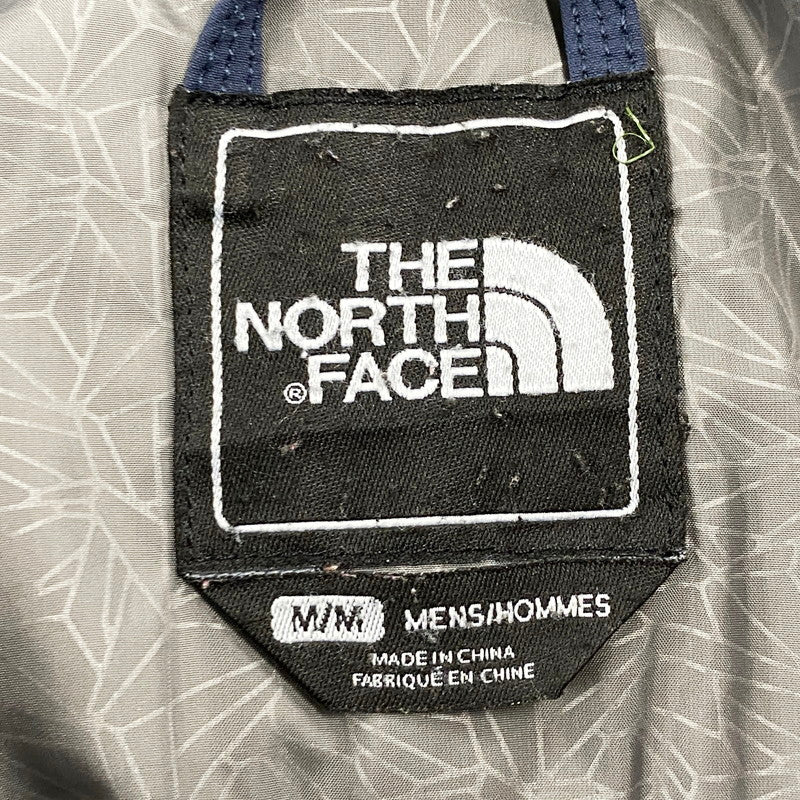 THE
NORTH
®FACE
M/M MENS/HOMMES
MADE IN CHINA
FABRIQUÉ EN CHINE